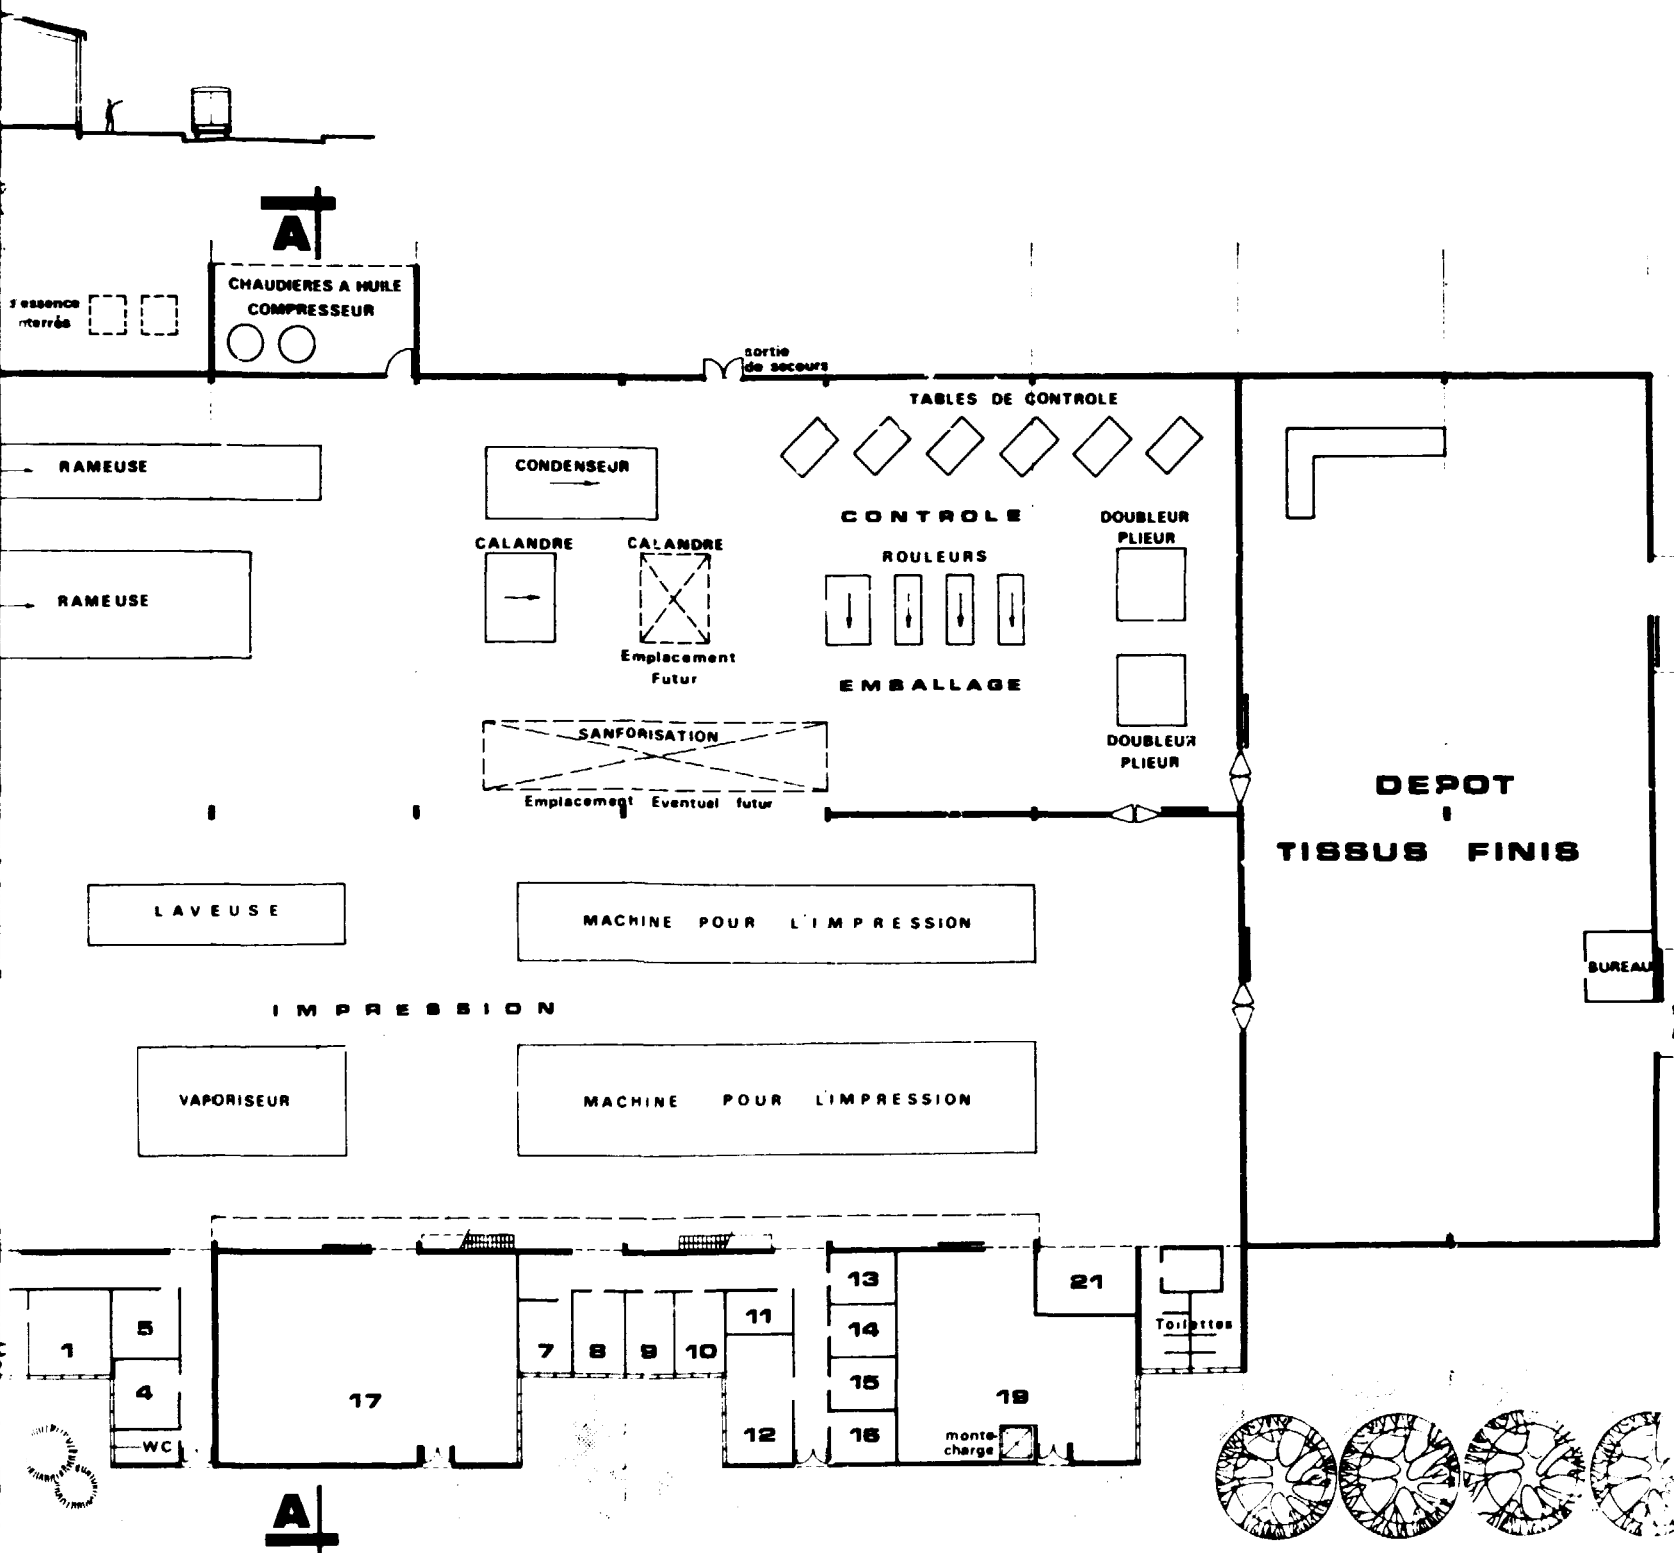 A
CHAUDIERES A HUILE
COMPRESSEUR
essence
sortie
de secours
TABLES DE CONTROLE
RAMEUSE
CONDENSEUR
CONTROLE
DOUBLEUR
PLIEUR
CALANDRE
CALANDRE
ROULEURS
RAMEUSE
Emplacement
Futur
EMBALLAGE
SANFORISATION
DOUBLEUR
PLIEUR
Emplacement Eventuel futur
DEPOT
TISSUS FINIS
LAVEUSE
MACHINE POUR L'IMPRESSION
BUREAU
IMPRESSION
VAPORISEUR
MACHINE POUR L'IMPRESSION
13
21
11
5
14
Toilettes
1
7
8
9
10
4
15
17
19
12
16
monte-
charge
WC
A